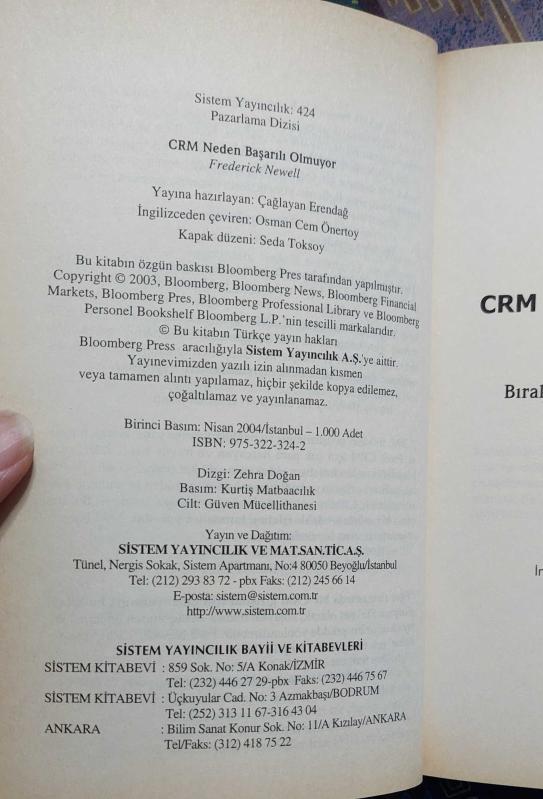 Sistem Yayıncılık: 424
Pazarlama Dizisi
CRM Neden Başarılı Olmuyor
Frederick Newell
Yayına hazırlayan: Çağlayan Erendağ
İngilizceden çeviren: Osman Cem Önertoy
Kapak düzeni: Seda Toksoy
Bu kitabın özgün baskısı Bloomberg Pres tarafından yapılmıştır.
Copyright © 2003, Bloomberg, Bloomberg News, Bloomberg Financial
Markets, Bloomberg Pres, Bloomberg Professional Library ve Bloomberg
Personel Bookshelf Bloomberg L.P.'nin tescilli markalarıdır.
© Bu kitabın Türkçe yayın hakları
Bloomberg Press aracılığıyla Sistem Yayıncılık A.Ş.'ye aittir.
Yayınevimizden yazılı izin alınmadan kısmen
veya tamamen alıntı yapılamaz, hiçbir şekilde kopya edilemez,
çoğaltılamaz ve yayınlanamaz.
Birinci Basım: Nisan 2004/İstanbul – 1.000 Adet
ISBN: 975-322-324-2
Dizgi: Zehra Doğan
Basım: Kurtiş Matbaacılık
Cilt: Güven Mücellithanesi
Yayın ve Dağıtım:
SİSTEM YAYINCILIK VE MAT.SAN.TİC.A.Ş.
Tünel, Nergis Sokak, Sistem Apartmanı, No:4 80050 Beyoğlu/İstanbul
Tel: (212) 293 83 72 - pbx Faks: (212) 245 66 14
E-posta: sistem@sistem.com.tr
http://www.sistem.com.tr
SİSTEM YAYINCILIK BAYİİ VE KİTABEVLERİ
SİSTEM KİTABEVİ : 859 Sok. No: 5/A Konak/İZMİR
Tel: (232) 446 27 29-pbx Faks: (232) 446 75 67
SİSTEM KİTABEVİ : Üçkuyular Cad. No: 3 Azmakbaşı/BODRUM
Tel: (252) 313 11 67-316 43 04
ANKARA : Bilim Sanat Konur Sok. No: 11/A Kızılay/ANKARA
Tel/Faks: (312) 418 75 22
CRM